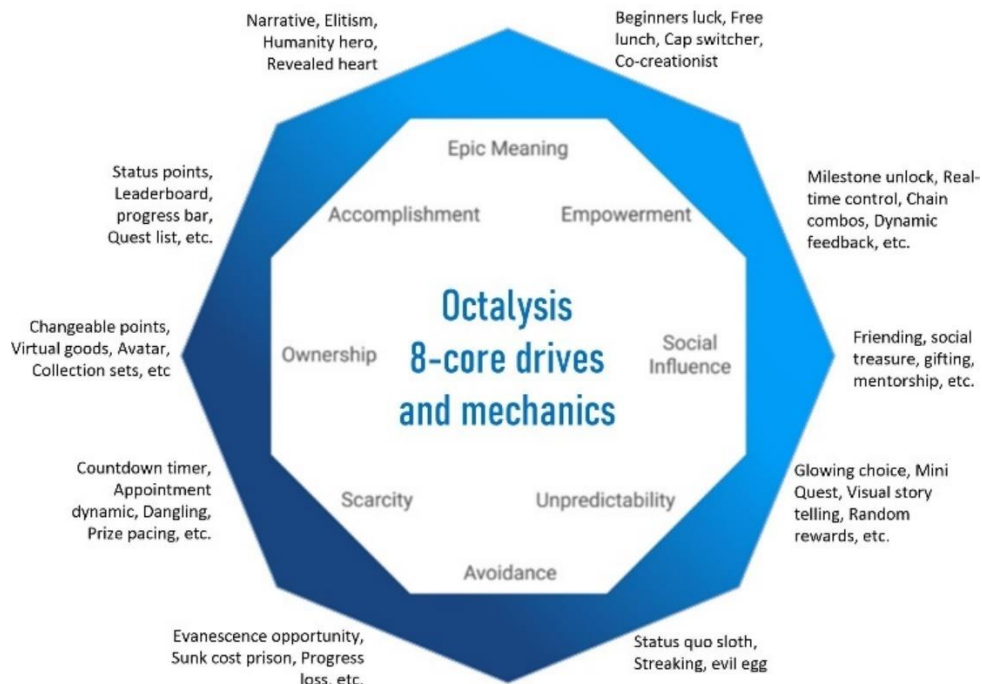 Narrative, Elitism,
Humanity hero,
Revealed heart
Beginners luck, Free
lunch, Cap switcher,
Co-creationist
Epic Meaning
Status points,
Leaderboard,
progress bar,
Quest list, etc.
Accomplishment
Empowerment
Milestone unlock, Real-
time control, Chain
combos, Dynamic
feedback, etc.
Changeable points,
Virtual goods, Avatar,
Collection sets, etc
Ownership
Octalysis
8-core drives
and mechanics
Social
Influence
Friending, social
treasure, gifting,
mentorship, etc.
Countdown timer,
Appointment
dynamic, Dangling,
Prize pacing, etc.
Scarcity
Unpredictability
Glowing choice, Mini
Quest, Visual story
telling, Random
rewards, etc.
Avoidance
Evanescence opportunity,
Sunk cost prison, Progress
loss, etc.
Status quo sloth,
Streaking, evil egg